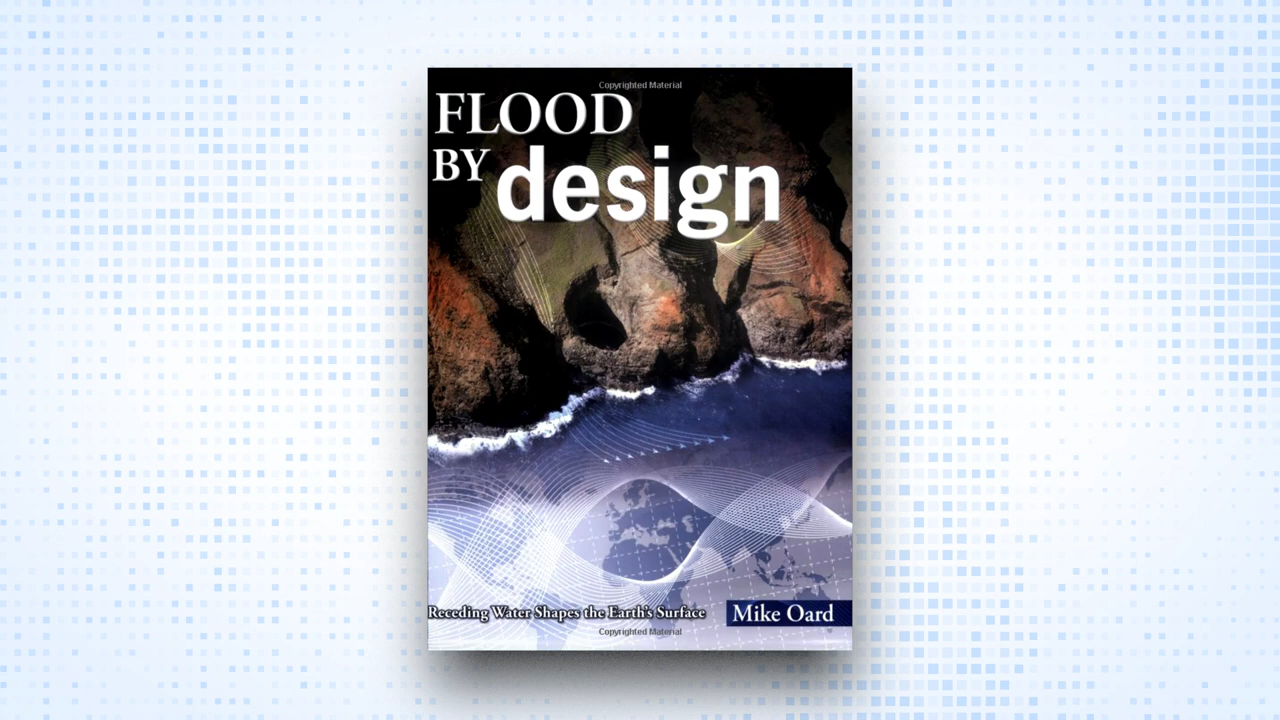 Copyrighted Material
FLOOD
BY design
Receding Water Shapes the Earth's Surface
Mike Oard
Copyrighted Material